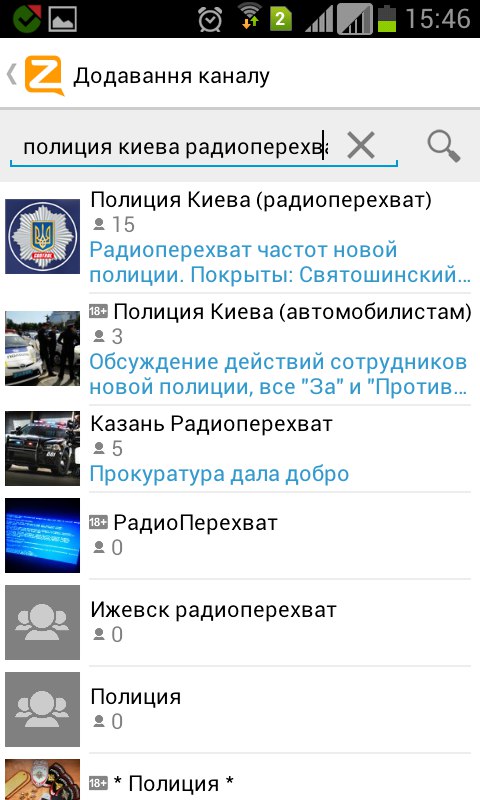 2
15:46
Додавання каналу
полиция киева радиоперехва
Полиция Киева (радиоперехват)
15
Радиоперехват частот новой
полиции. Покрыты: Святошинский...
18+ Полиция Киева (автомобилистам)
3
Обсуждение действий сотрудников
новой полиции, все "За" и "Против...
Казань Радиоперехват
5
Прокуратура дала добро
18+ РадиоПерехват
0
Ижевск радиоперехват
0
Полиция
0
18+ * Полиция *